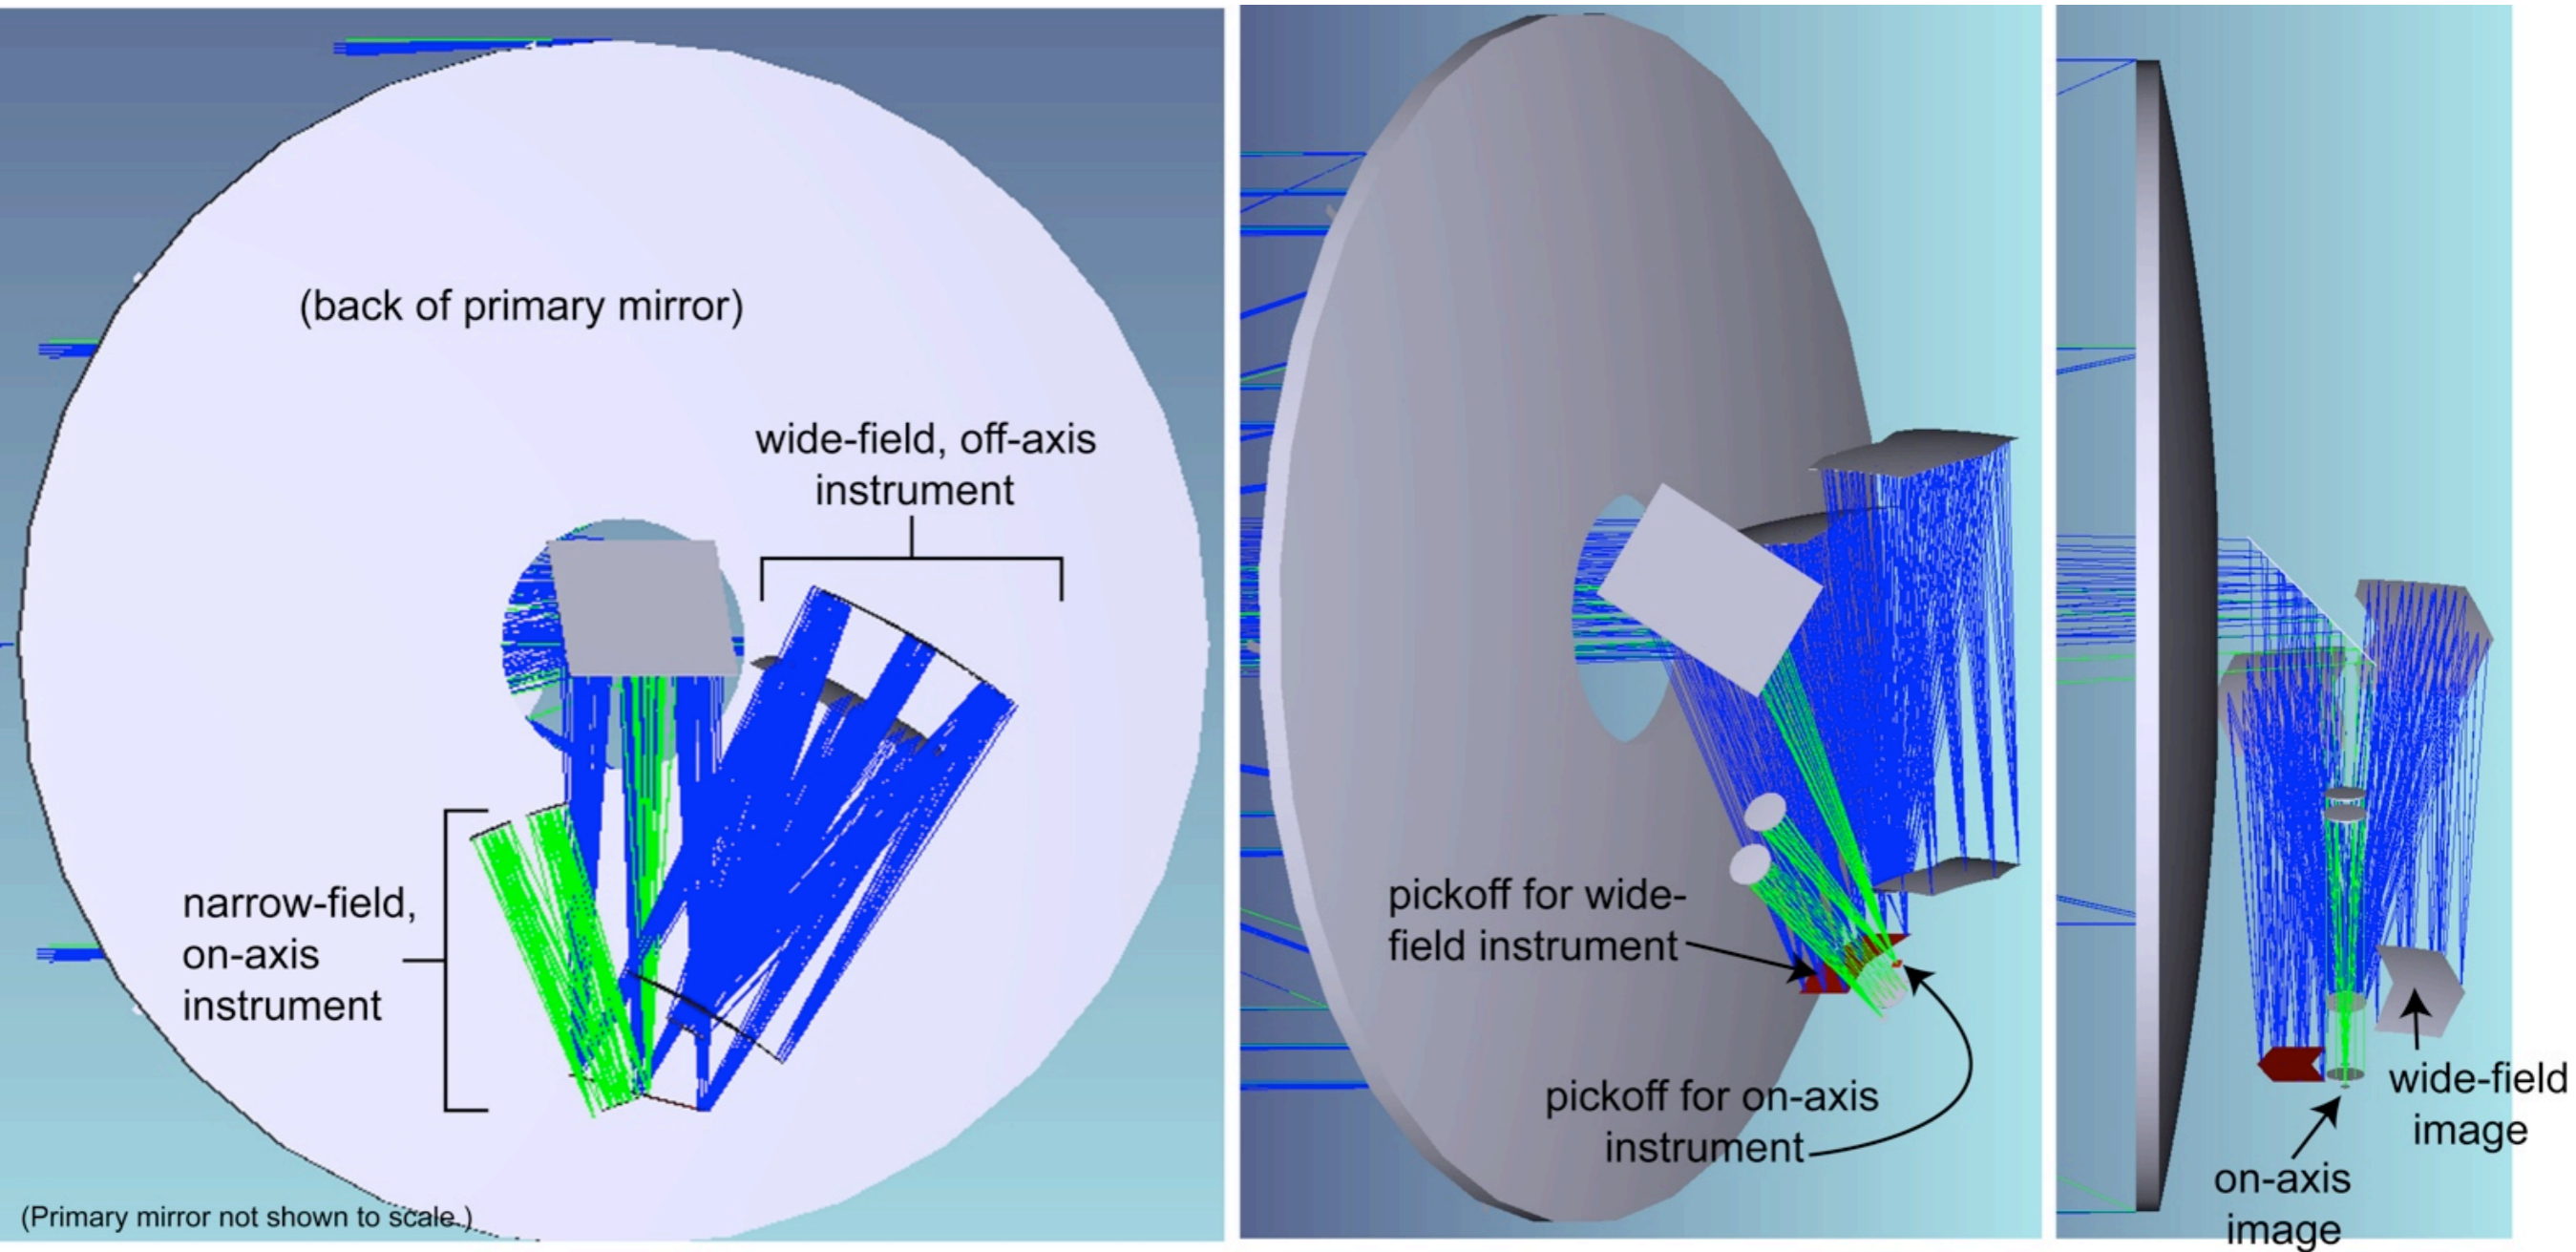 (back of primary mirror)
wide-field, off-axis
instrument
narrow-field,
on-axis
instrument
(Primary mirror not shown to scale.)
pickoff for wide-
field instrument
pickoff for on-axis
instrument
wide-field
image
on-axis
image